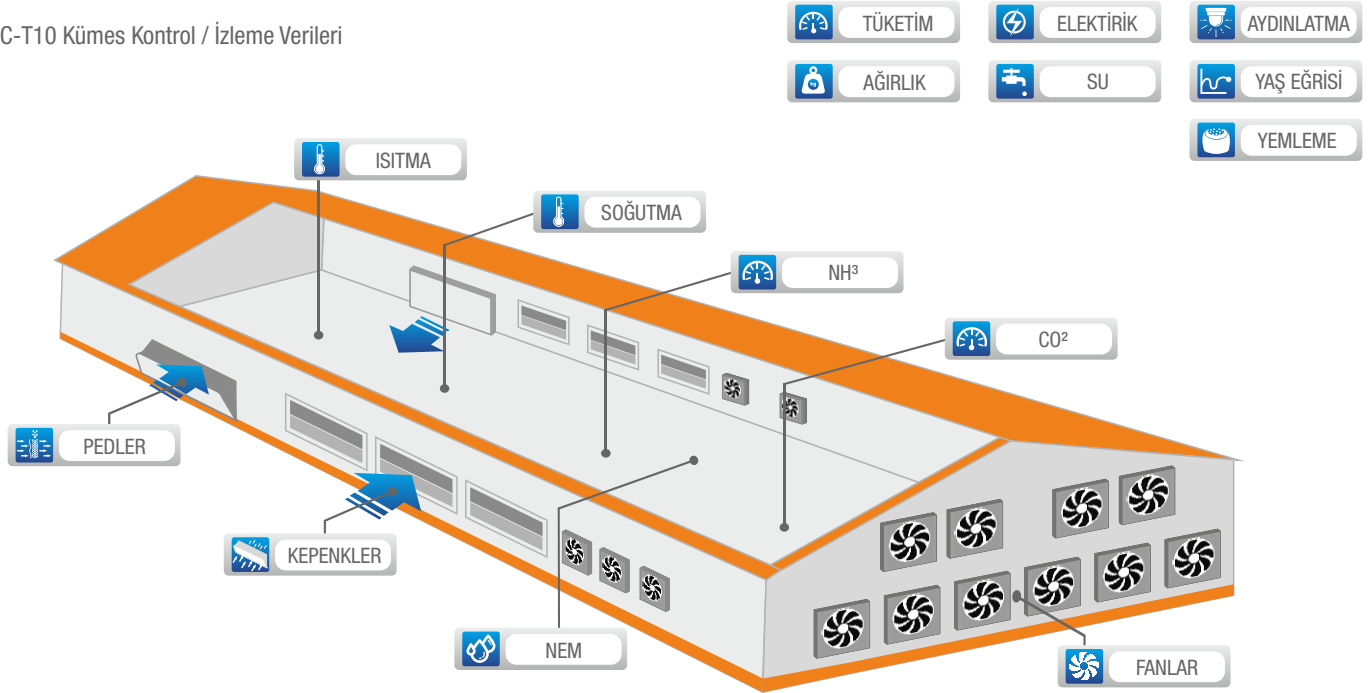 C-T10 Kümes Kontrol / İzleme Verileri
TÜKETİM
ELEKTİRİK
AYDINLATMA
AĞIRLIK
SU
YAŞ EĞRİSİ
YEMLEME
ISITMA
SOĞUTMA
NH³
CO²
PEDLER
KEPENKLER
NEM
FANLAR